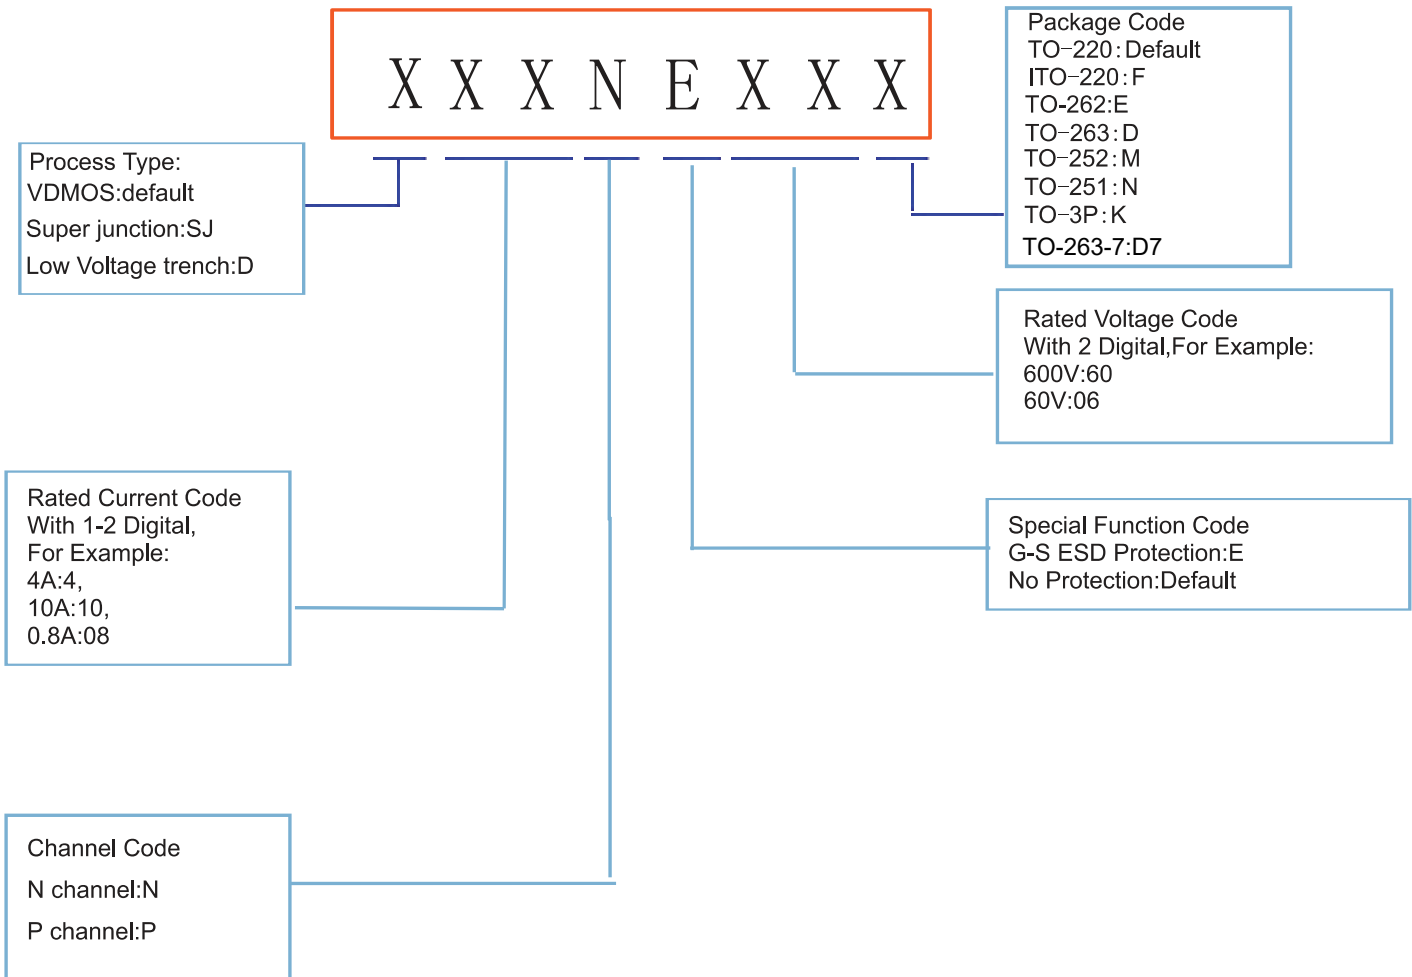 X X X N E X X X
Package Code
TO-220:Default
ITO-220:F
TO-262:E
TO-263:D
TO-252:M
TO-251:N
TO-3P:K
TO-263-7:D7
Process Type:
VDMOS:default
Super junction:SJ
Low Voltage trench:D
Rated Voltage Code
With 2 Digital,For Example:
600V:60
60V:06
Rated Current Code
With 1-2 Digital,
For Example:
4A:4,
10A:10,
0.8A:08
Special Function Code
G-S ESD Protection:E
No Protection:Default
Channel Code
N channel:N
P channel:P